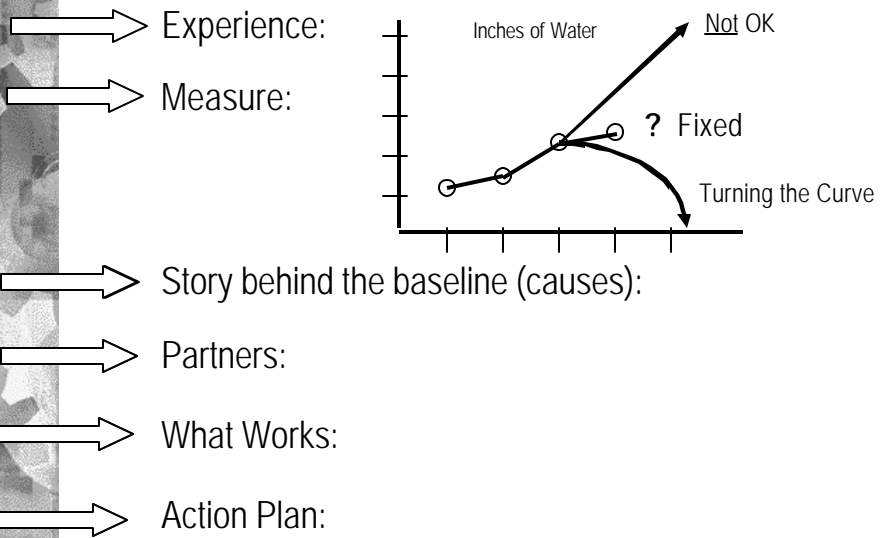 Experience:
Inches of Water
Not OK
Measure:
? Fixed
Turning the Curve
Story behind the baseline (causes):
Partners:
What Works:
Action Plan: